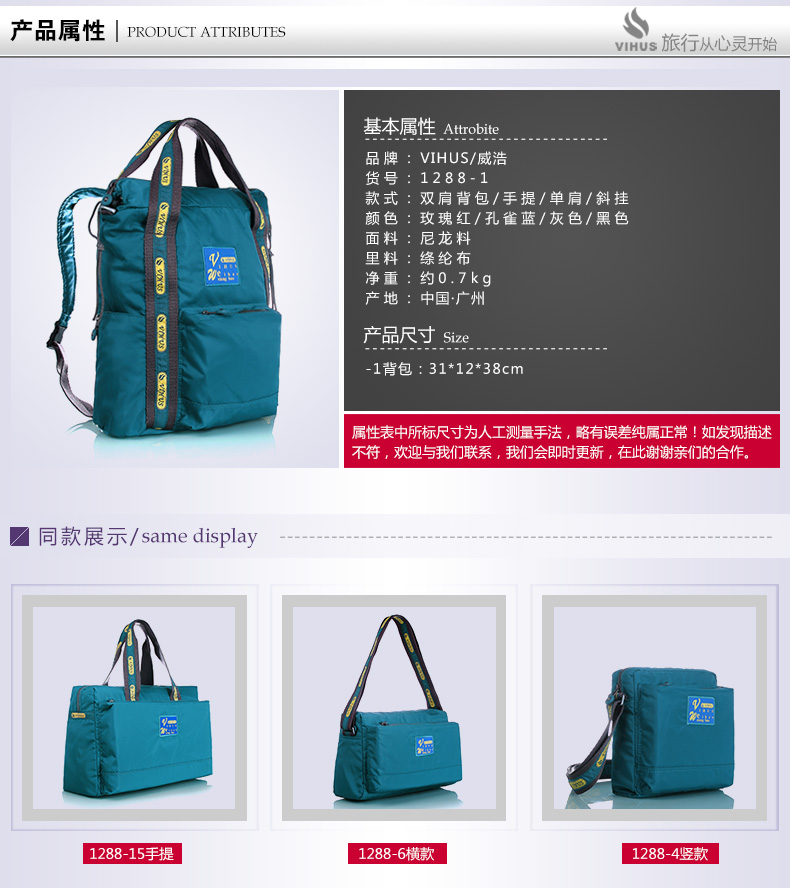 产品属性 | PRODUCT ATTRIBUTES
VIHUS 旅行从心灵开始
基本属性 Attrobite
品牌：VIHUS/威浩
货号：1288-1
款式：双肩背包/手提/单肩/斜挂
颜色：玫瑰红/孔雀蓝/灰色/黑色
面料：尼龙料
里料：绦纶布
净重：约0.7kg
产地：中国·广州
产品尺寸 Size
-1背包：31*12*38cm
属性表中所标尺寸为人工测量手法，略有误差纯属正常！如发现描述
不符，欢迎与我们联系，我们会即时更新，在此谢谢亲们的合作。
同款展示/same display
1288-15手提
1288-6横款
1288-4竖款